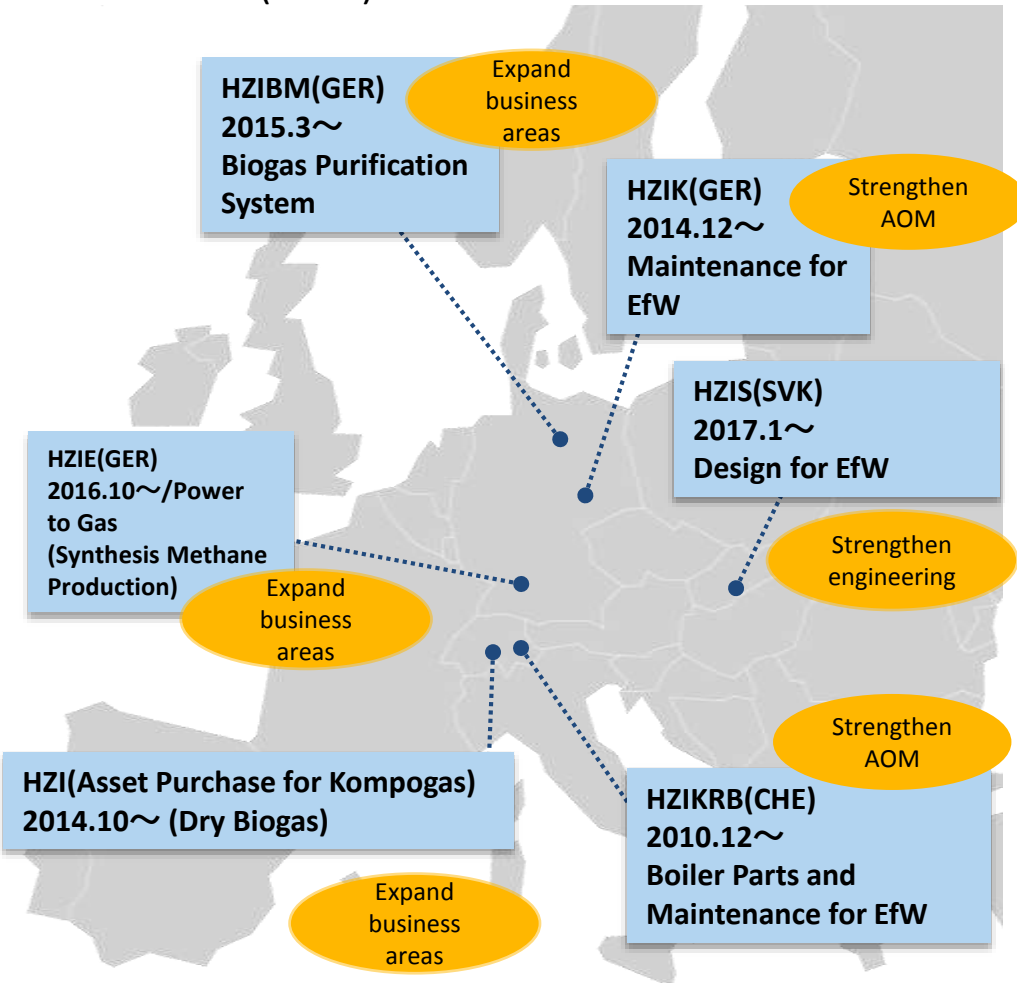 HZIBM(GER)
2015.3～
Biogas Purification
System
Expand
business
areas
HZIK(GER)
2014.12～
Maintenance for
EfW
Strengthen
AOM
HZIS(SVK)
2017.1～
Design for EfW
Strengthen
engineering
HZIE(GER)
2016.10～/Power
to Gas
(Synthesis Methane
Production)
Expand
business
areas
HZI(Asset Purchase for Kompogas)
2014.10～ (Dry Biogas)
Expand
business
areas
Strengthen
AOM
HZIKRB(CHE)
2010.12～
Boiler Parts and
Maintenance for EfW